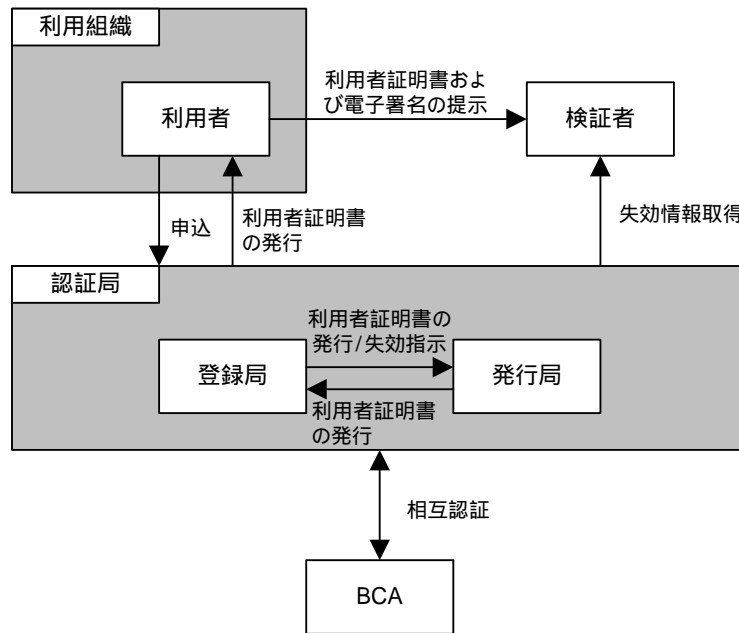 利用組織
利用者証明書およ
び電子署名の提示
利用者
検証者
申込
利用者証明書
の発行
失効情報取得
認証局
利用者証明書の
発行/失効指示
登録局
発行局
利用者証明書
の発行
相互認証
BCA